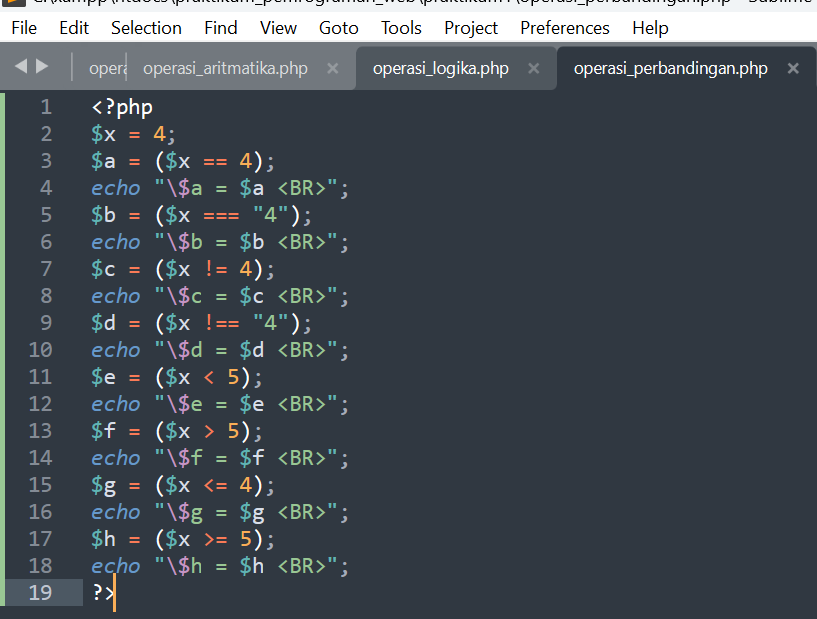 File Edit Selection Find View Goto Tools Project Preferences Help
operasi_aritmatika.php × operasi_logika.php × operasi_perbandingan.php ×
1 <?php
2 $x = 4;
3 $a = ($x == 4);
4 echo "\$a = $a <BR>";
5 $b = ($x === "4");
6 echo "\$b = $b <BR>";
7 $c = ($x != 4);
8 echo "\$c = $c <BR>";
9 $d = ($x !== "4");
10 echo "\$d = $d <BR>";
11 $e = ($x < 5);
12 echo "\$e = $e <BR>";
13 $f = ($x > 5);
14 echo "\$f = $f <BR>";
15 $g = ($x <= 4);
16 echo "\$g = $g <BR>";
17 $h = ($x >= 5);
18 echo "\$h = $h <BR>";
19 ?>